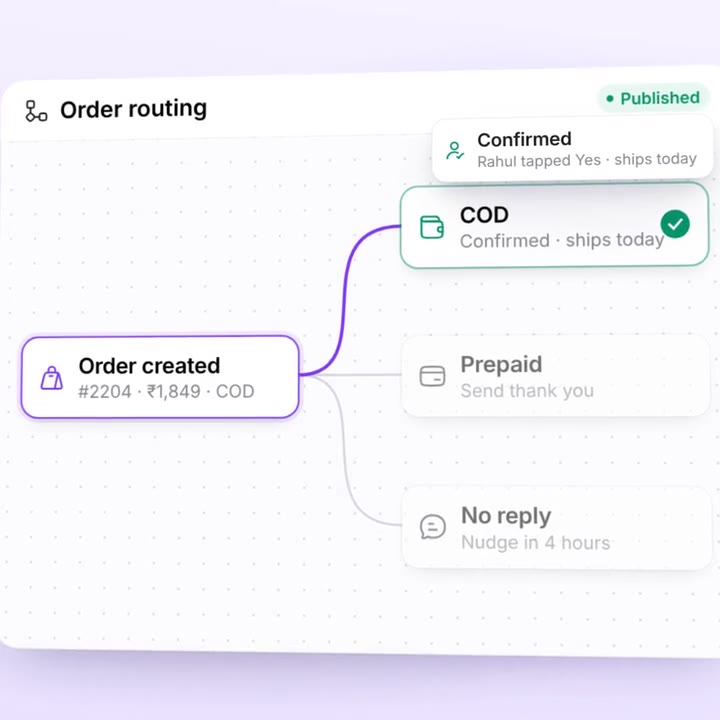 Order routing
Published
Confirmed
Rahul tapped Yes · ships today
COD
Confirmed · ships today
Order created
#2204 · ₹1,849 · COD
Prepaid
Send thank you
No reply
Nudge in 4 hours